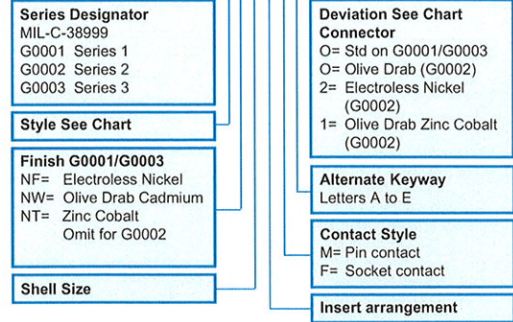 Series Designator
MIL-C-38999
G0001 Series 1
G0002 Series 2
G0003 Series 3
Style See Chart
Finish G0001/G0003
NF= Electroless Nickel
NW= Olive Drab Cadmium
NT= Zinc Cobalt
Omit for G0002
Shell Size
Deviation See Chart
Connector
O= Std on G0001/G0003
O= Olive Drab (G0002)
2= Electroless Nickel
(G0002)
1= Olive Drab Zinc Cobalt
(G0002)
Alternate Keyway
Letters A to E
Contact Style
M= Pin contact
F= Socket contact
Insert arrangement